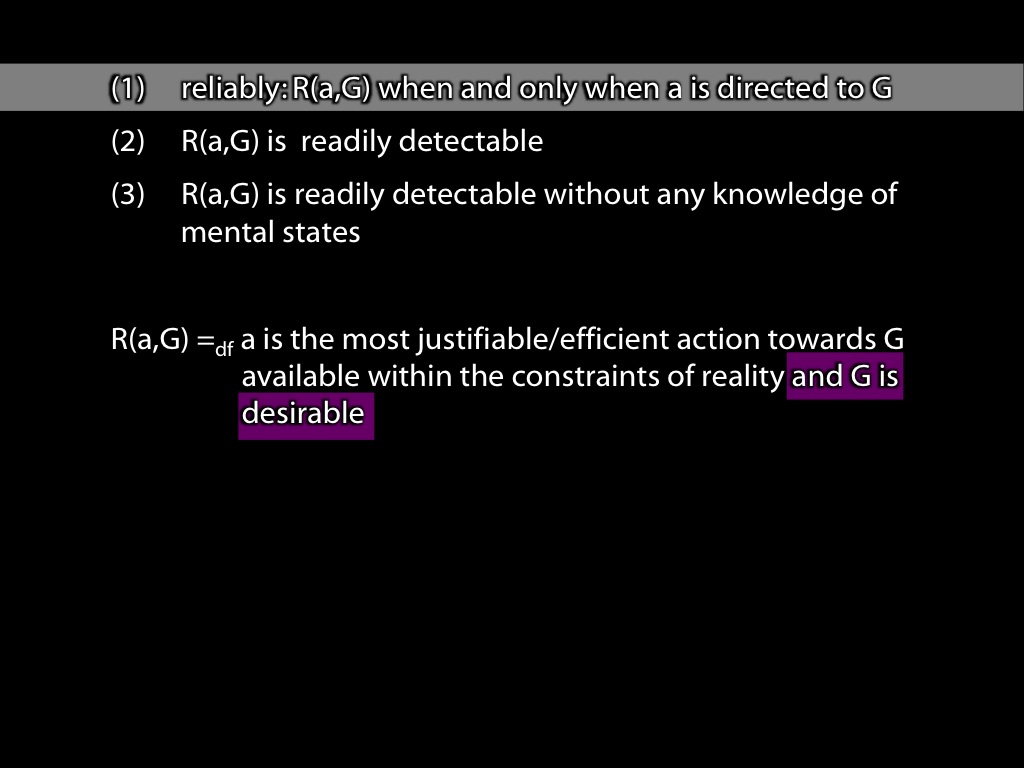 (1) reliably: R(a,G) when and only when a is directed to G
(2) R(a,G) is readily detectable
(3) R(a,G) is readily detectable without any knowledge of
mental states
R(a,G) =df a is the most justifiable/efficient action towards G
available within the constraints of reality and G is
desirable